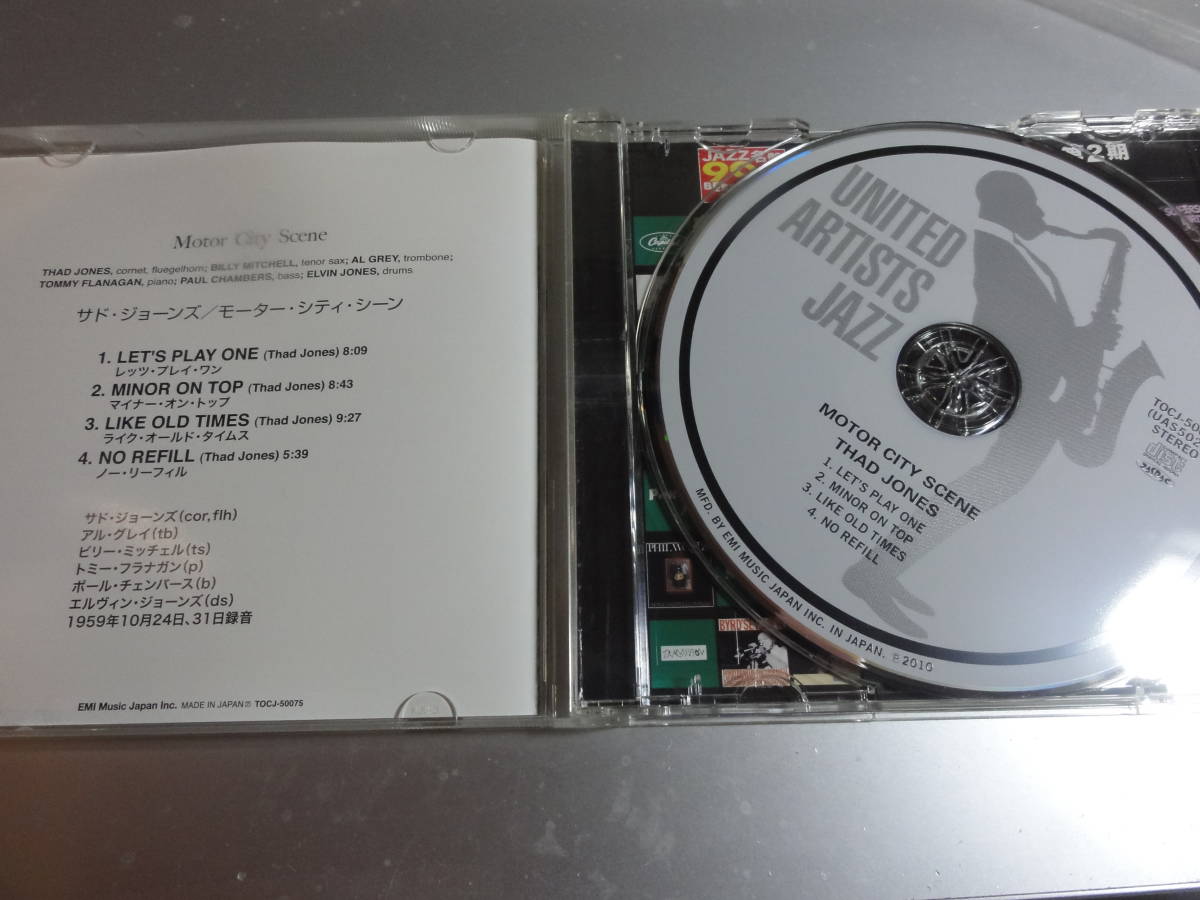 Motor City Scene
THAD JONES, cornet, fluegelhorn; BILLY MITCHELL, tenor sax; AL GREY, trombone;
TOMMY FLANAGAN, piano; PAUL CHAMBERS, bass; ELVIN JONES, drums
サド・ジョーンズ／モーター・シティ・シーン
1. LET'S PLAY ONE (Thad Jones) 8:09
レッツ・プレイ・ワン
2. MINOR ON TOP (Thad Jones) 8:43
マイナー・オン・トップ
3. LIKE OLD TIMES (Thad Jones) 9:27
ライク・オールド・タイムス
4. NO REFILL (Thad Jones) 5:39
ノー・リーフィル
サド・ジョーンズ(cor,flh)
アル・グレイ(tb)
ビリー・ミッチェル(ts)
トミー・フラナガン(p)
ポール・チェンバース(b)
エルヴィン・ジョーンズ(ds)
1959年10月24日、31日録音
EMI Music Japan Inc. MADE IN JAPAN Ⓟ TOCJ-50075
JAZZ名盤
第2期
UNITED
ARTISTS
JAZZ
MOTOR CITY SCENE
THAD JONES
1. LET'S PLAY ONE
2. MINOR ON TOP
3. LIKE OLD TIMES
4. NO REFILL
STEREO
MFD. BY EMI MUSIC JAPAN INC. IN JAPAN. Ⓟ2010